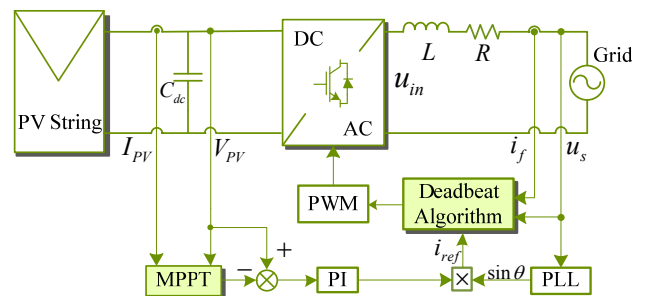 DC
L
R
Grid
C_dc
u_in
PV String
AC
I_PV
V_PV
i_f
u_s
PWM
Deadbeat
Algorithm
+
i_ref
MPPT
−
PI
×
sin θ
PLL